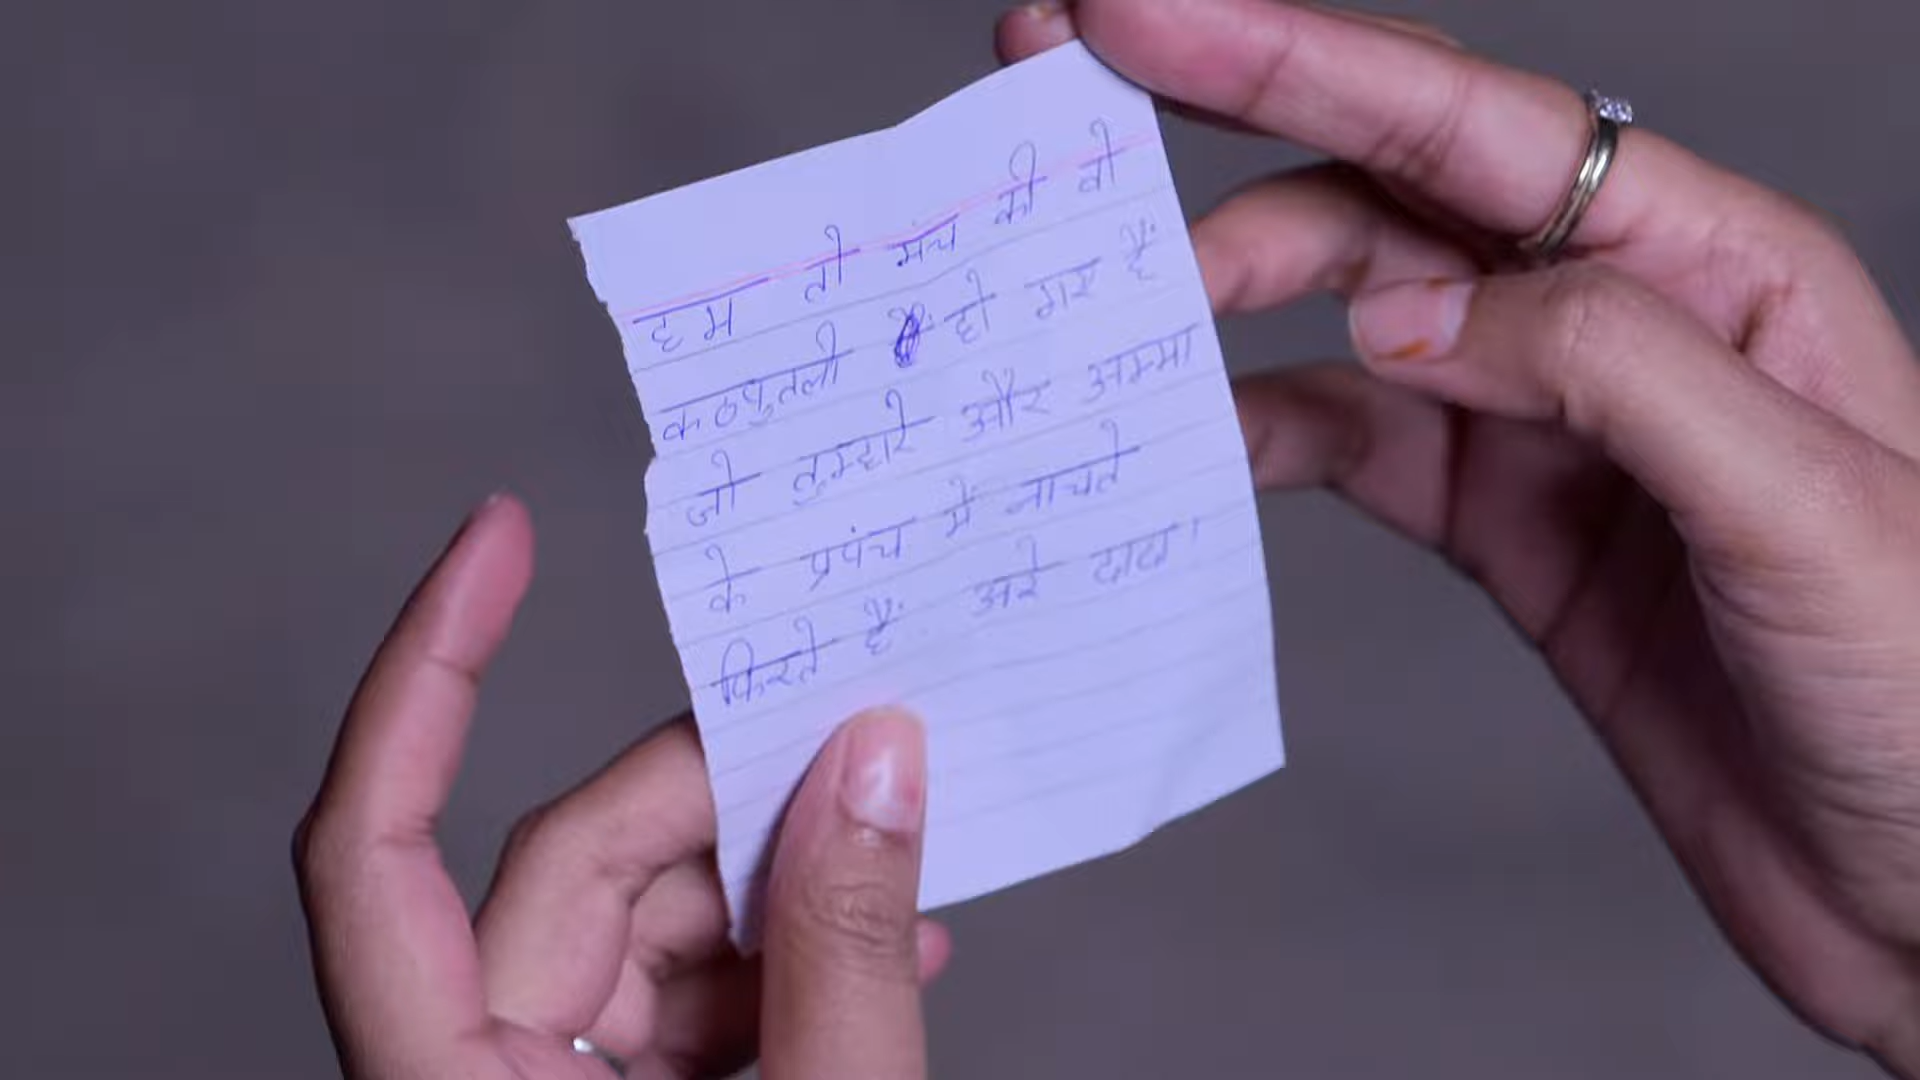 हम तो मंच की वो
कठपुतली हो गए हैं
जो तुम्हारे और अम्मा
के प्रपंच में नाचते
फिरते हैं. अरे दादा!